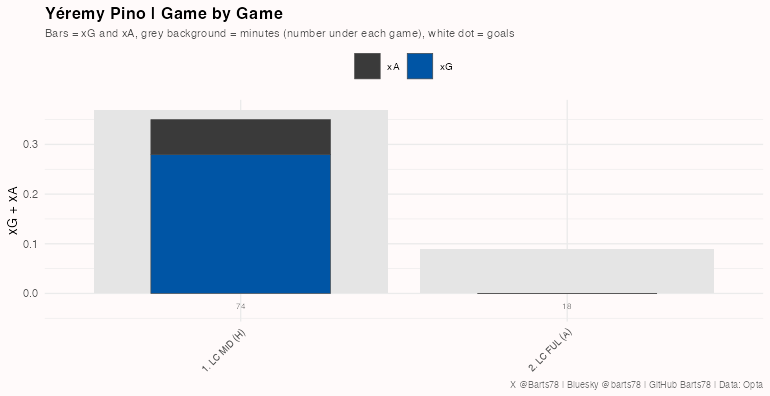 Yéremy Pino | Game by Game
Bars = xG and xA, grey background = minutes (number under each game), white dot = goals
xA xG
xG + xA
0.3
0.2
0.1
0.0
74 18
1. LC MID (H) 2. LC FUL (A)
X @Barts78 | Bluesky @barts78 | GitHub Barts78 | Data: Opta